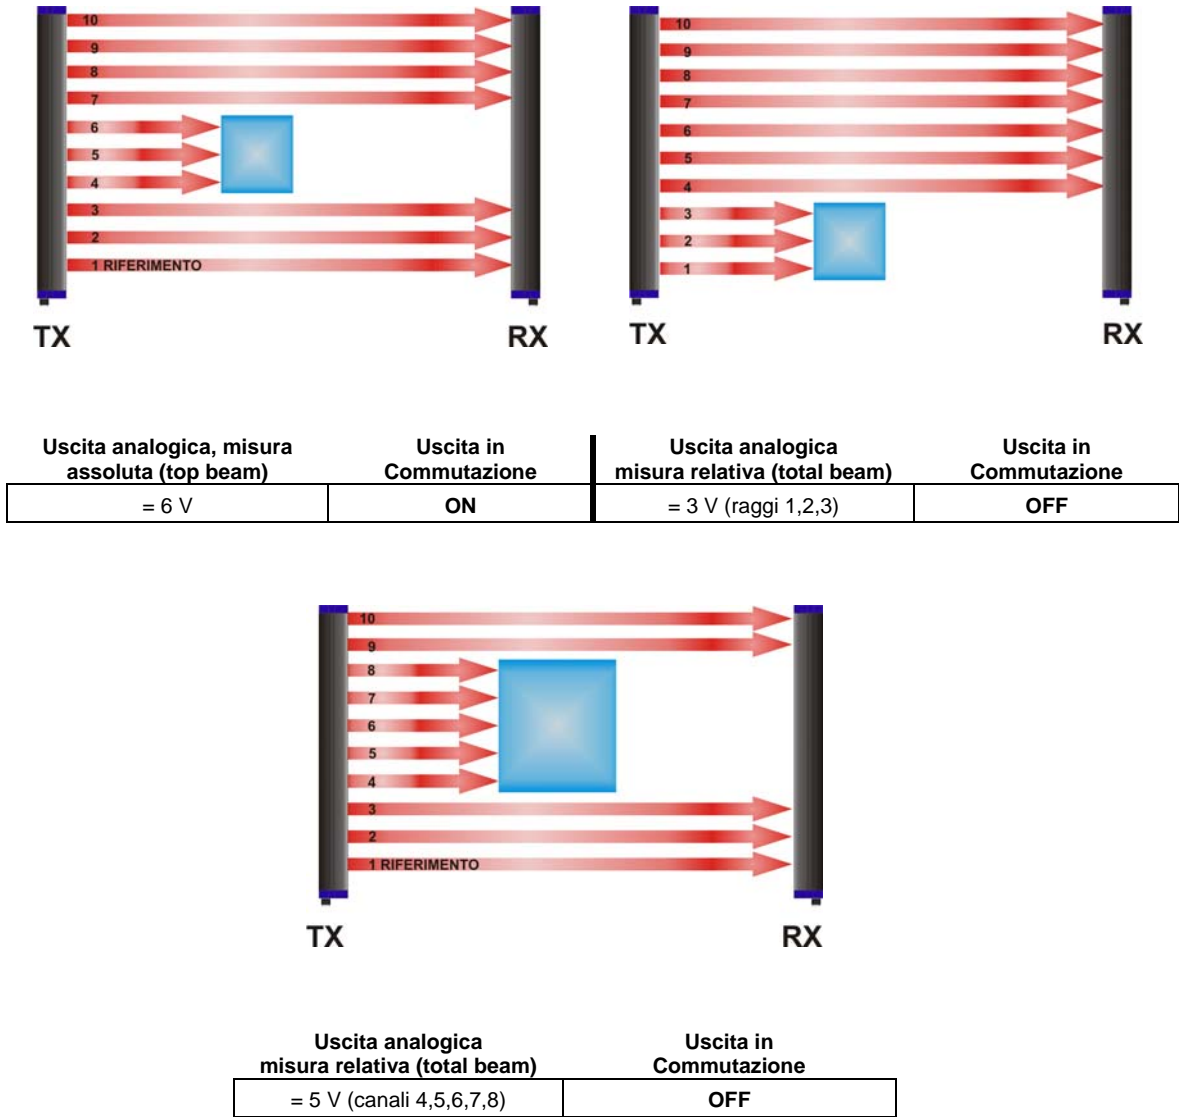 10
9
8
7
6
5
4
3
2
1 RIFERIMENTO
TX RX
10
9
8
7
6
5
4
3
2
1
TX RX
Uscita analogica, misura assoluta (top beam)
Uscita in Commutazione
Uscita analogica misura relativa (total beam)
Uscita in Commutazione
= 6 V
ON
= 3 V (raggi 1,2,3)
OFF
10
9
8
7
6
5
4
3
2
1 RIFERIMENTO
TX RX
Uscita analogica misura relativa (total beam)
Uscita in Commutazione
= 5 V (canali 4,5,6,7,8)
OFF